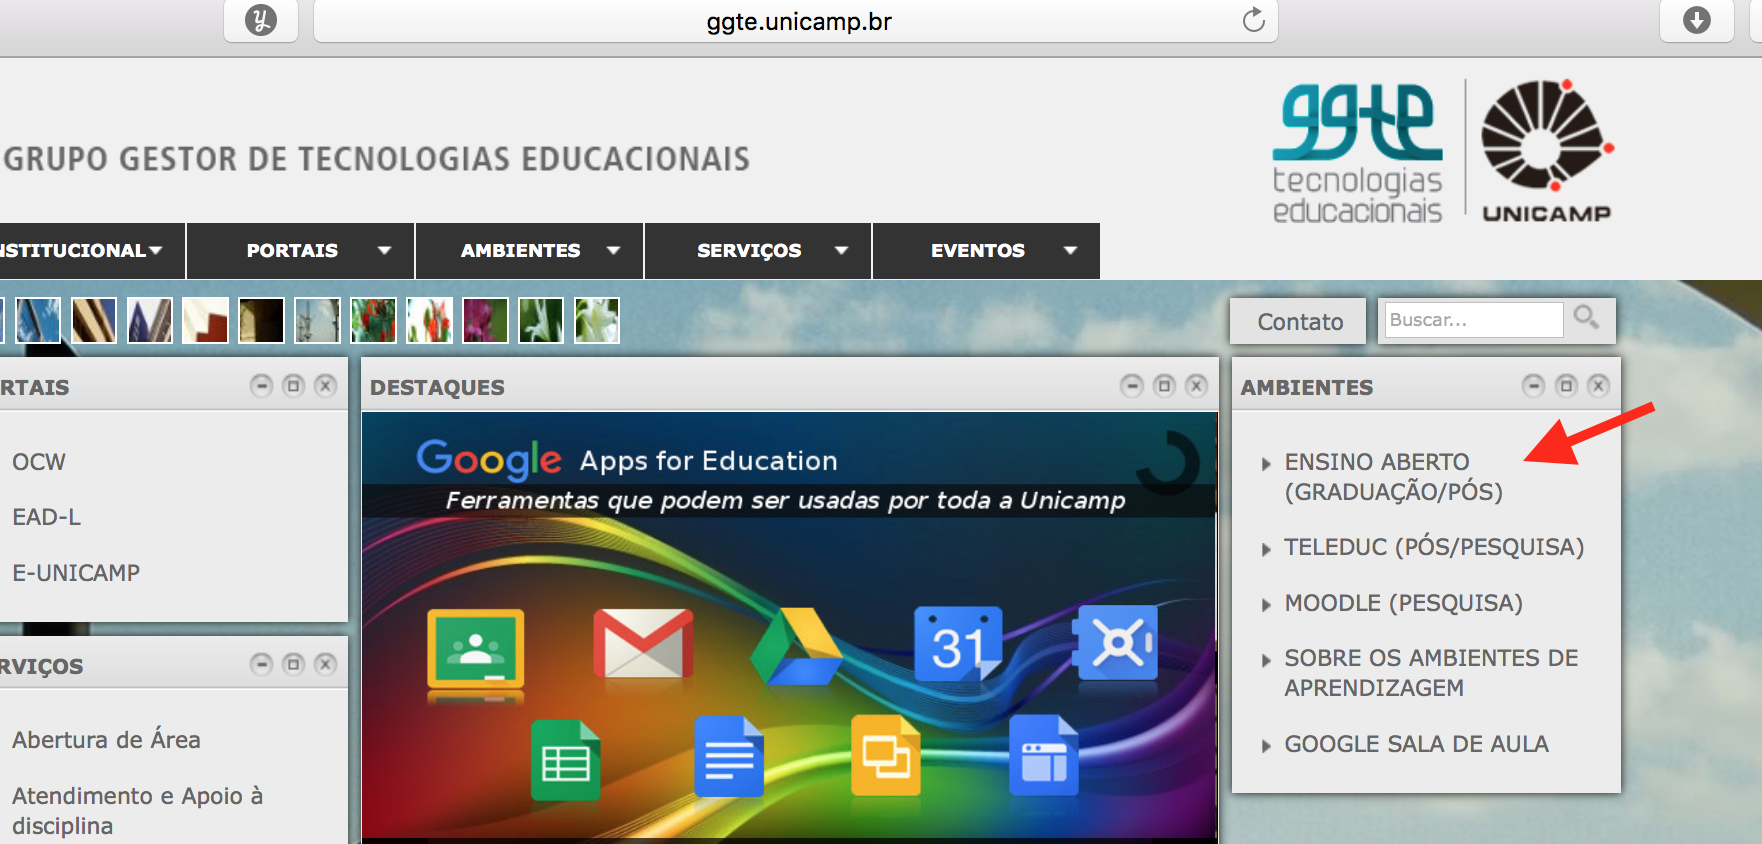 ggte.unicamp.br
GRUPO GESTOR DE TECNOLOGIAS EDUCACIONAIS
ggte
tecnologias
educacionais
UNICAMP
NSTITUCIONAL
PORTAIS
AMBIENTES
SERVIÇOS
EVENTOS
Contato
Buscar...
RTAIS
OCW
EAD-L
E-UNICAMP
RVIÇOS
Abertura de Área
Atendimento e Apoio à
disciplina
DESTAQUES
Google Apps for Education
Ferramentas que podem ser usadas por toda a Unicamp
31
AMBIENTES
ENSINO ABERTO
(GRADUAÇÃO/PÓS)
TELEDUC (PÓS/PESQUISA)
MOODLE (PESQUISA)
SOBRE OS AMBIENTES DE
APRENDIZAGEM
GOOGLE SALA DE AULA